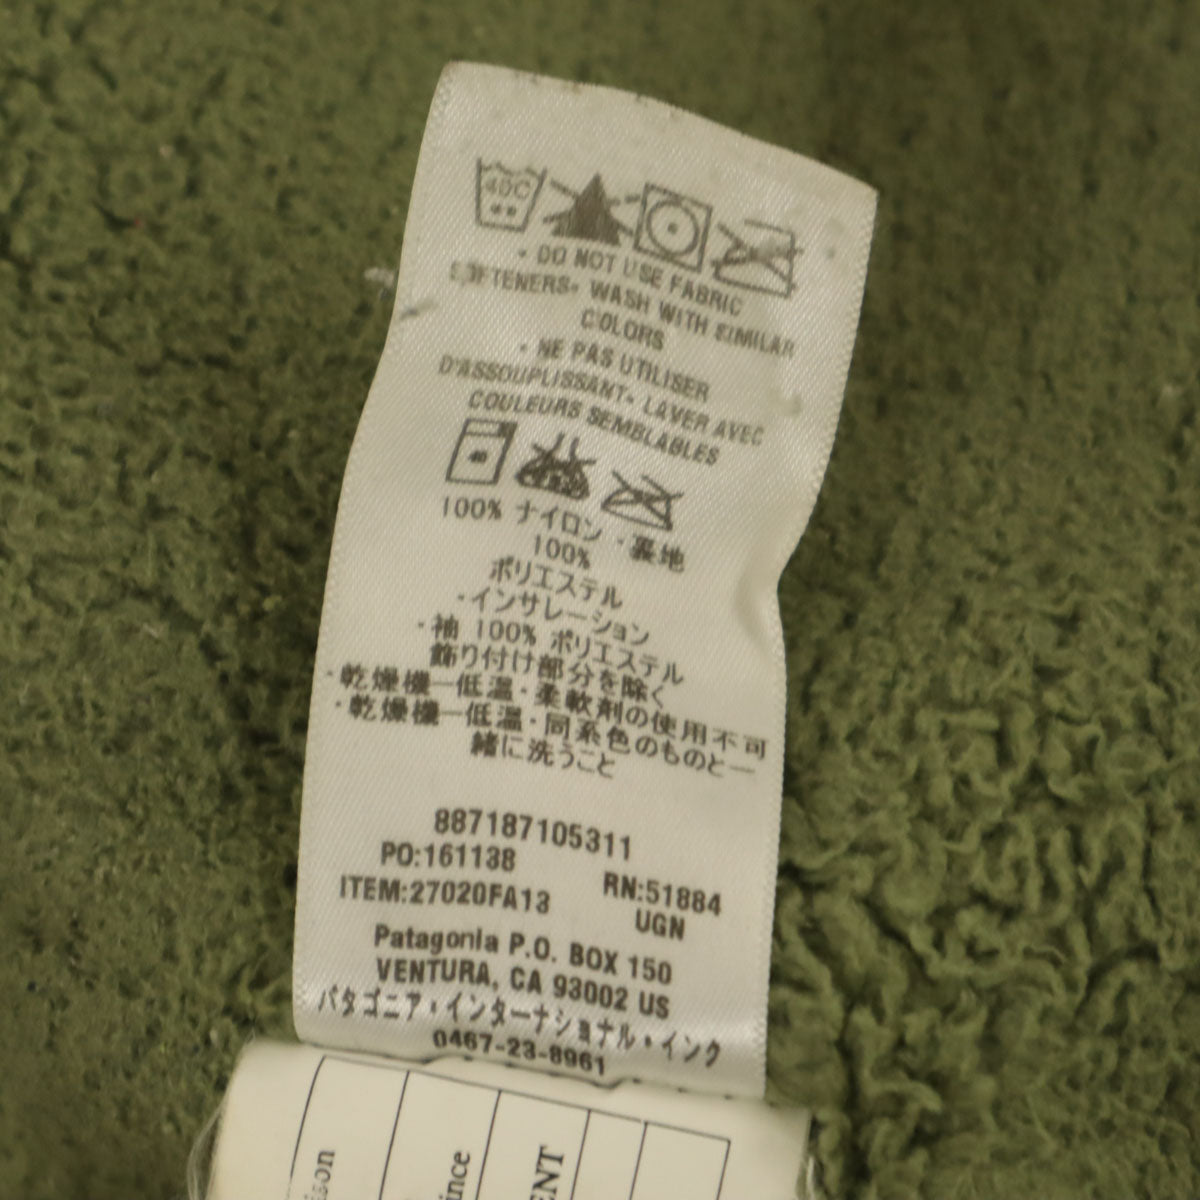 40C
· DO NOT USE FABRIC
SOFTENERS· WASH WITH SIMILAR
COLORS
· NE PAS UTILISER
D'ASSOUPLISSANT· LAVER AVEC
COULEURS SEMBLABLES
40
100% ナイロン ·裏地
100%
ポリエステル
·インサレーション
·袖 100% ポリエステル
飾り付け部分を除く
·乾燥機ー低温·柔軟剤の使用不可
·乾燥機ー低温·同系色のものと一
緒に洗うこと
887187105311
PO:161138
RN:51884
ITEM:27020FA13
UGN
Patagonia P.O. BOX 150
VENTURA, CA 93002 US
パタゴニア・インターナショナル・インク
0467-23-8961